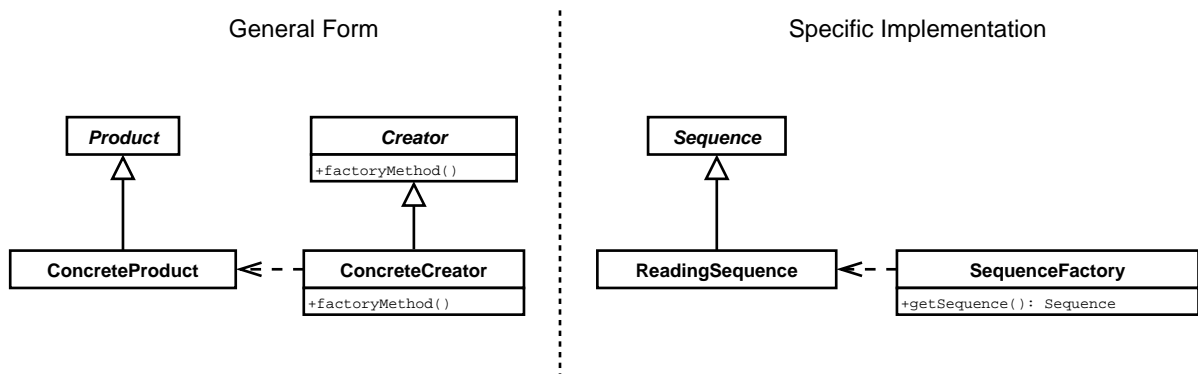 General Form
Specific Implementation
Product
Creator
+factoryMethod()
ConcreteProduct
ConcreteCreator
+factoryMethod()
Sequence
ReadingSequence
SequenceFactory
+getSequence(): Sequence